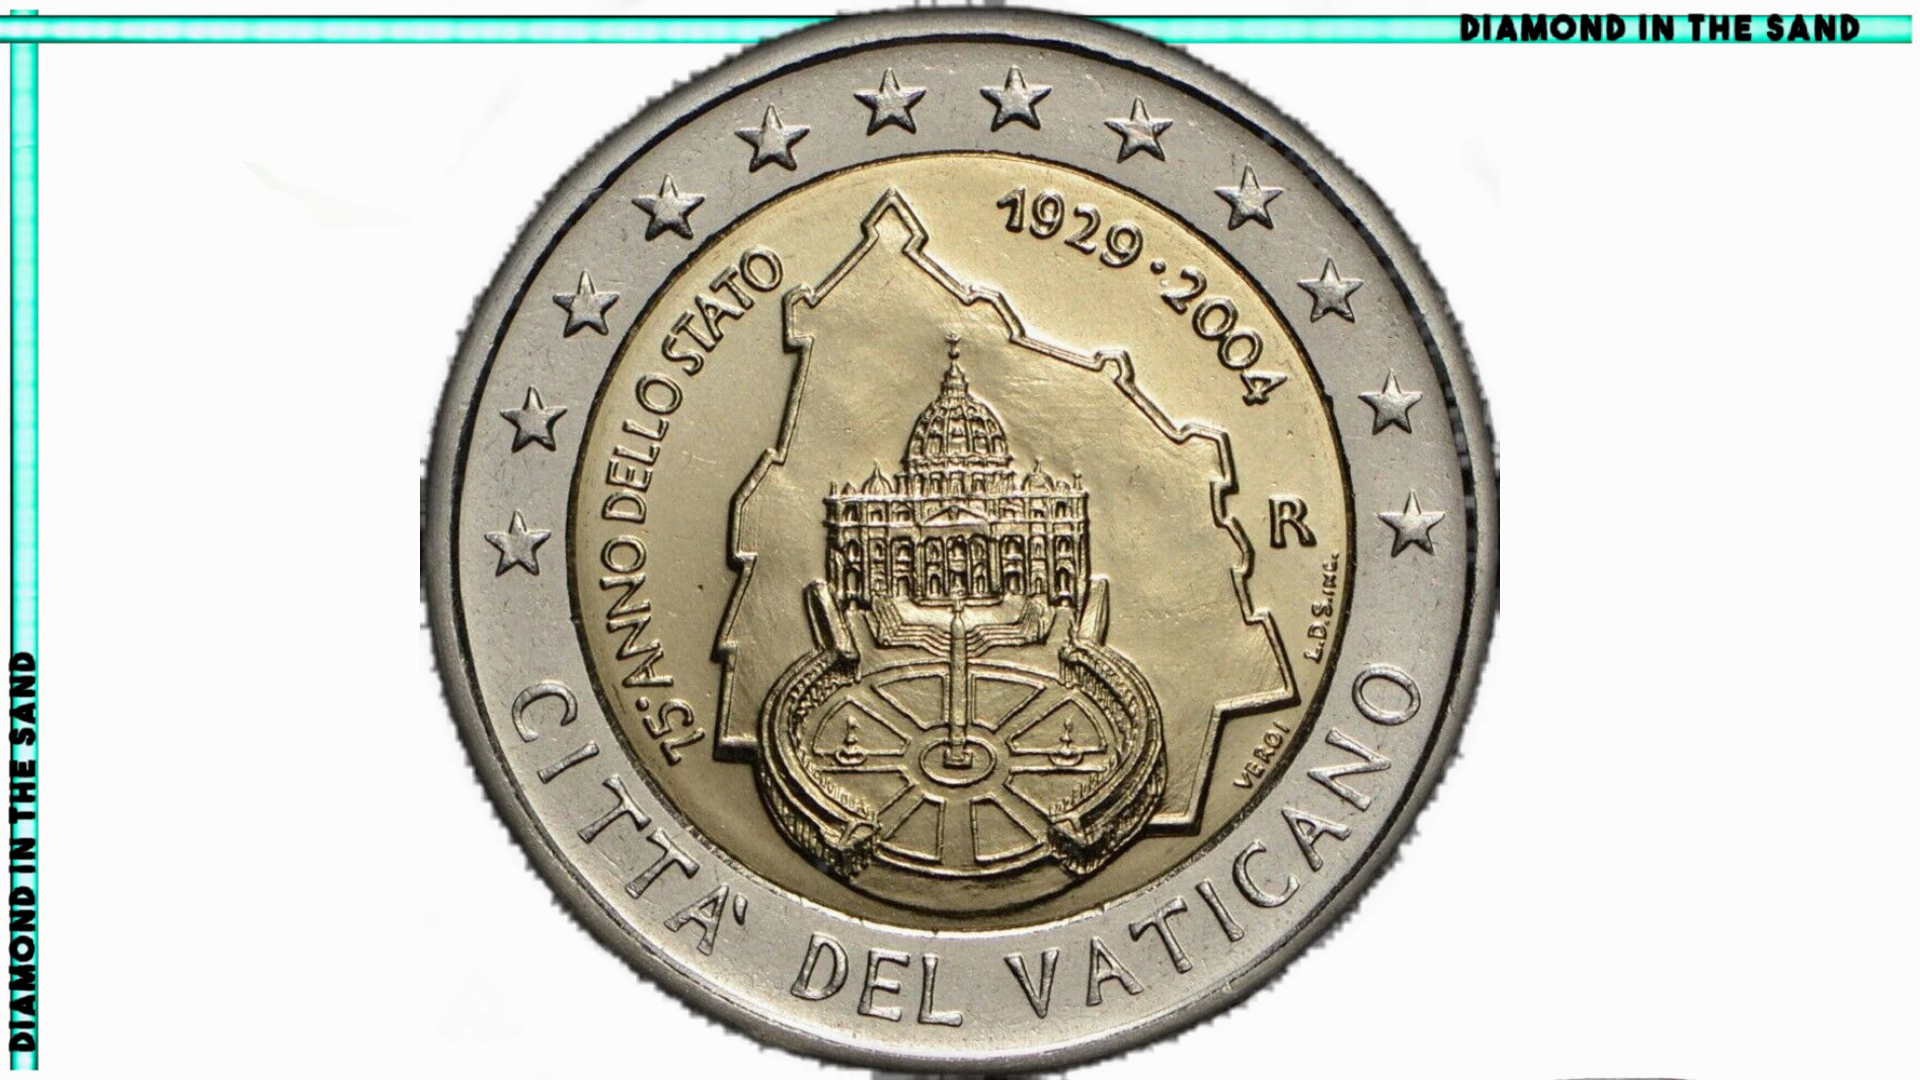 DIAMOND IN THE SAND
DIAMOND IN THE SAND
75° ANNO DELLO STATO
1929·2004
R
L.D.S. INC.
VEROI
CITTA' DEL VATICANO